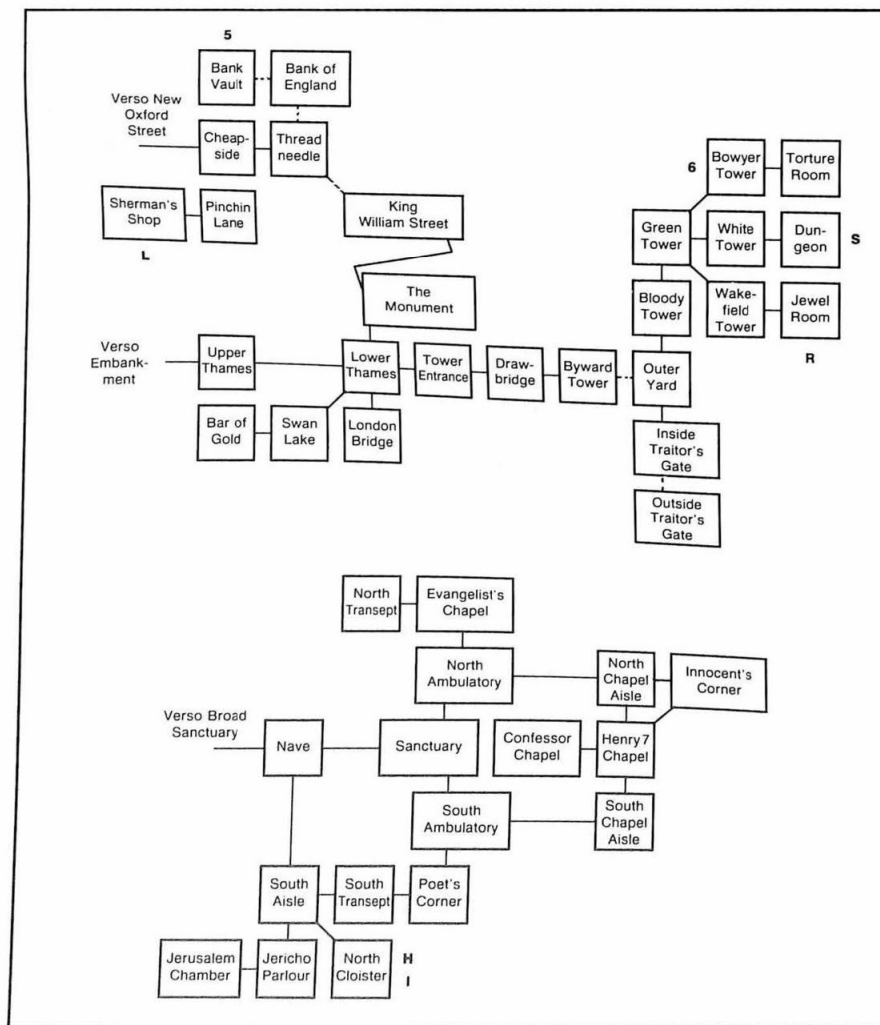 5
Bank
Vault
Bank of
England
Verso New
Oxford
Street
Cheap-
side
Thread
needle
Sherman's
Shop
Pinchin
Lane
L
King
William Street
The
Monument
6
Bowyer
Tower
Torture
Room
Green
Tower
White
Tower
Dun-
geon
S
Bloody
Tower
Wake-
field
Tower
Jewel
Room
R
Verso
Embank-
ment
Upper
Thames
Lower
Thames
Tower
Entrance
Draw-
bridge
Byward
Tower
Outer
Yard
Bar of
Gold
Swan
Lake
London
Bridge
Inside
Traitor's
Gate
Outside
Traitor's
Gate
North
Transept
Evangelist's
Chapel
North
Ambulatory
North
Chapel
Aisle
Innocent's
Corner
Verso Broad
Sanctuary
Nave
Sanctuary
Confessor
Chapel
Henry 7
Chapel
South
Ambulatory
South
Chapel
Aisle
South
Aisle
South
Transept
Poet's
Corner
Jerusalem
Chamber
Jericho
Parlour
North
Cloister
H
I